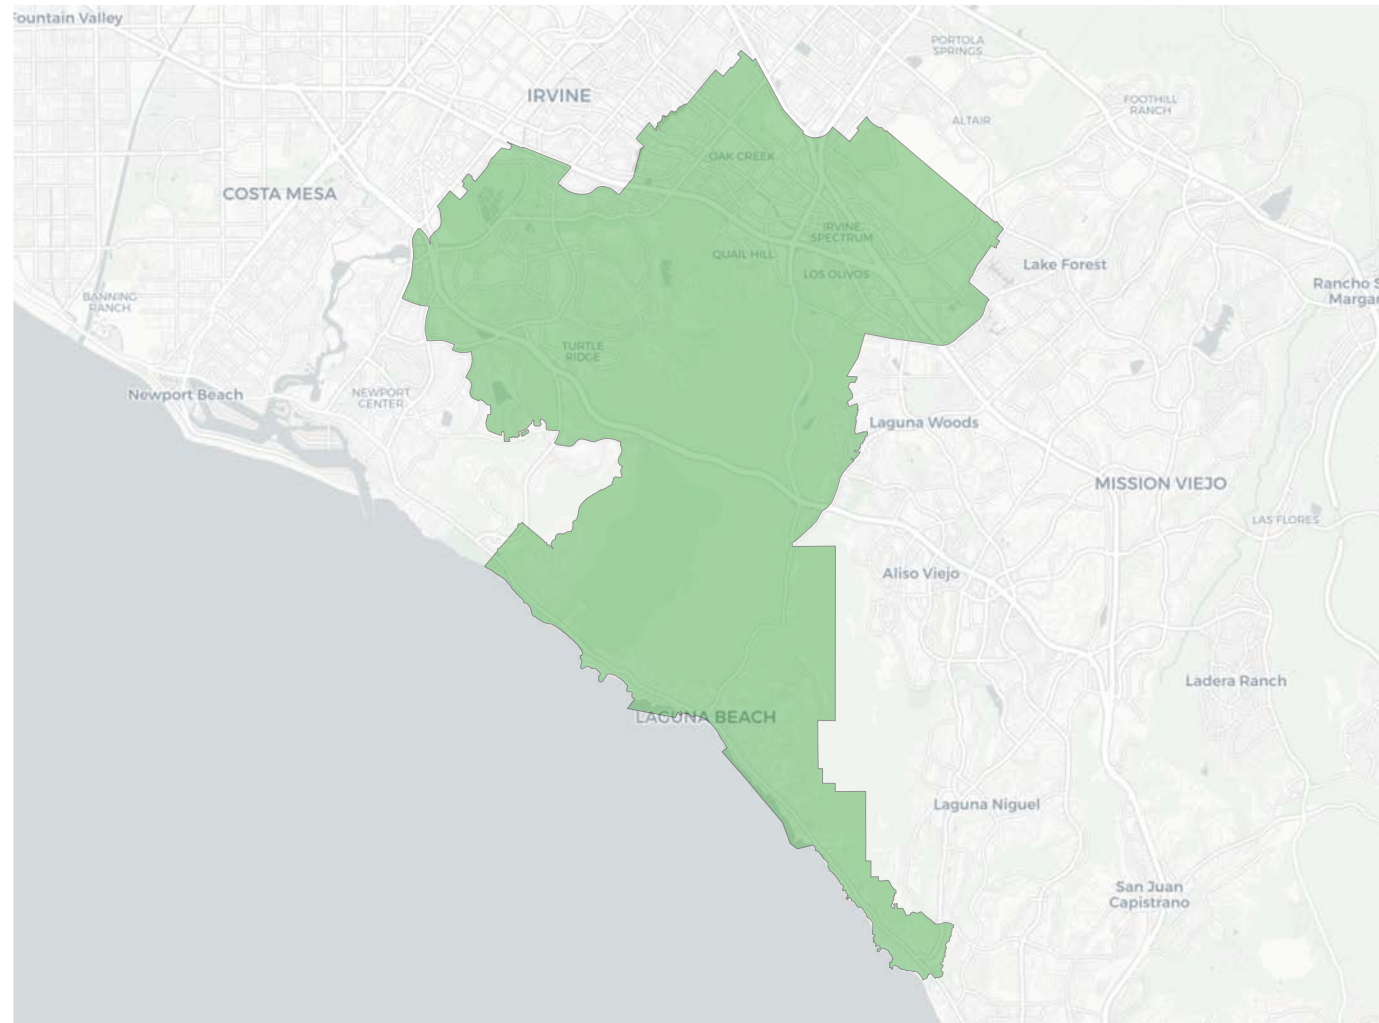 Fountain Valley
PORTOLA
SPRINGS
IRVINE
FOOTHILL
RANCH
ALTAIR
OAK CREEK
COSTA MESA
IRVINE
SPECTRUM
QUAIL HILL
LOS OLIVOS
Lake Forest
BANNING
RANCH
Rancho S
Margar
TURTLE
RIDGE
Newport Beach
NEWPORT
CENTER
Laguna Woods
MISSION VIEJO
LAS FLORES
Aliso Viejo
Ladera Ranch
LAGUNA BEACH
Laguna Niguel
San Juan
Capistrano